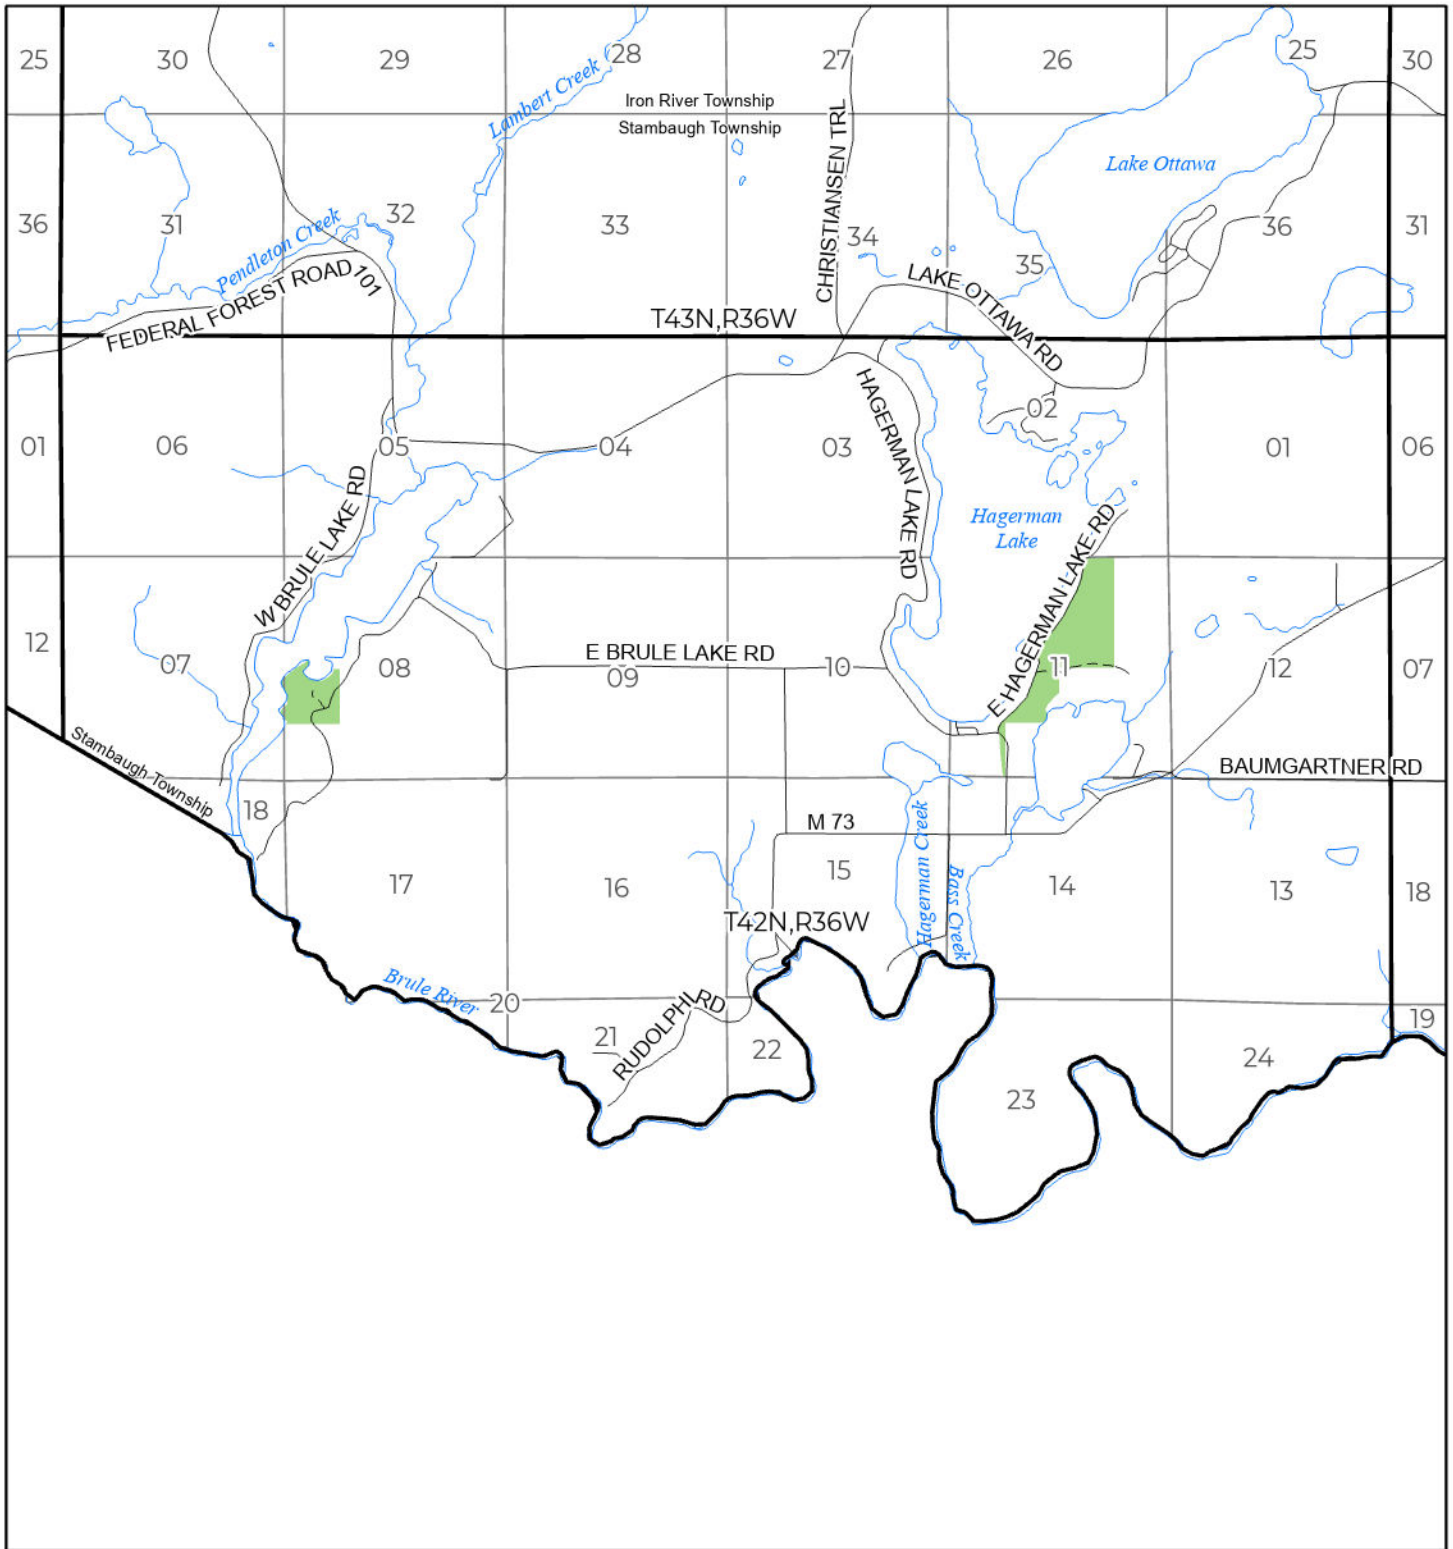 25
30
29
28
27
26
25
30
Lambert Creek
Iron River Township
Stambaugh Township
CHRISTIANSEN TRL
Lake Ottawa
36
31
32
33
34
35
36
31
Pendleton Creek
FEDERAL FOREST ROAD 101
LAKE OTTAWA RD
T43N,R36W
01
06
05
04
03
02
01
06
HAGERMAN LAKE RD
W BRULE LAKE RD
Hagerman
Lake
E HAGERMAN LAKE RD
12
07
08
E BRULE LAKE RD
09
10
11
12
07
Stambaugh Township
BAUMGARTNER RD
18
M 73
17
16
15
14
13
18
Hagerman Creek
Bass Creek
T42N,R36W
Brule River
20
21
RUDOLPHI RD
22
23
24
19